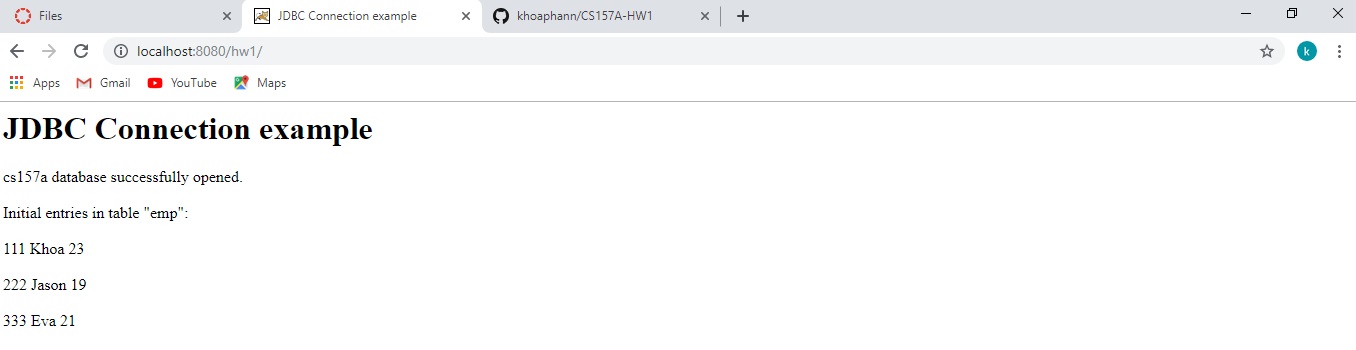 Files
JDBC Connection example
khoaphann/CS157A-HW1
localhost:8080/hw1/
k
Apps
Gmail
YouTube
Maps
JDBC Connection example
cs157a database successfully opened.
Initial entries in table "emp":
111 Khoa 23
222 Jason 19
333 Eva 21